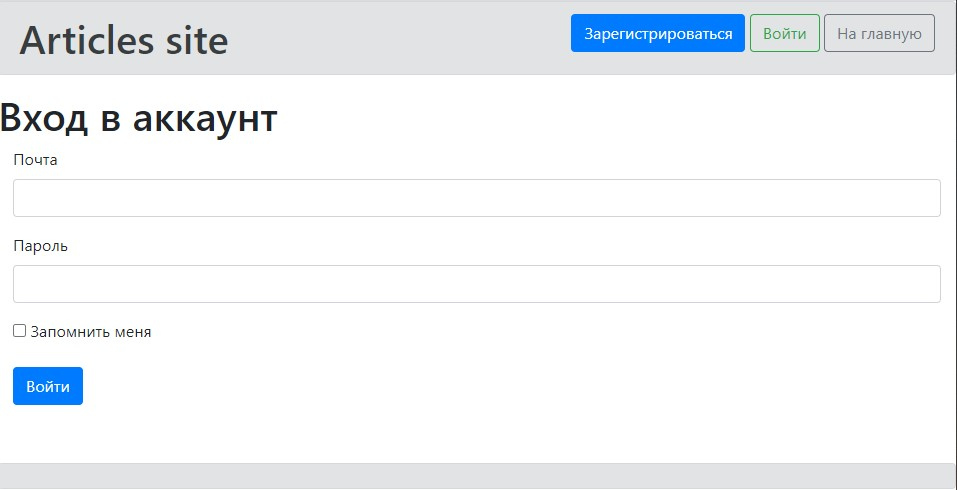 Articles site
Зарегистрироваться Войти На главную
Вход в аккаунт
Почта
Пароль
Запомнить меня
Войти